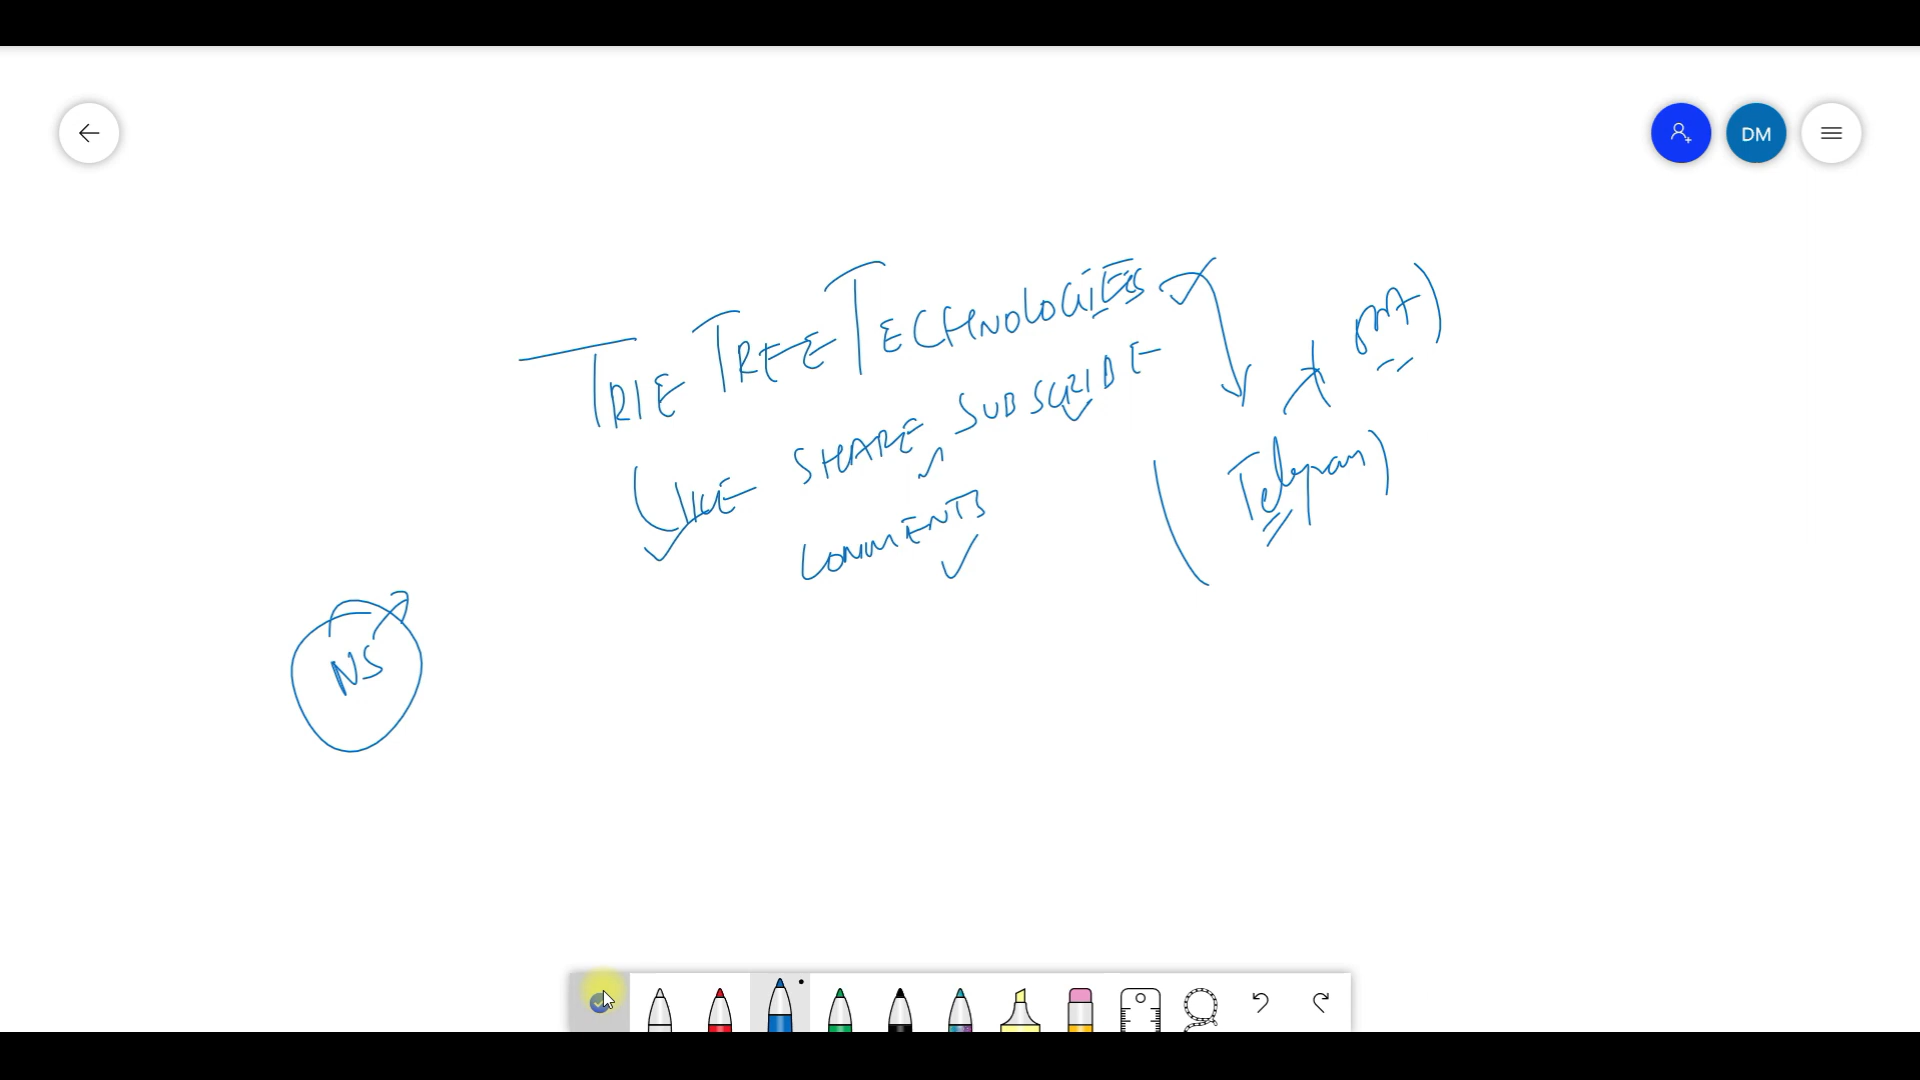 DM
TRIE TREE TECHNOLOGIES
LIKE SHARE SUBSCRIBE
COMMENTS
Telegram)
NS